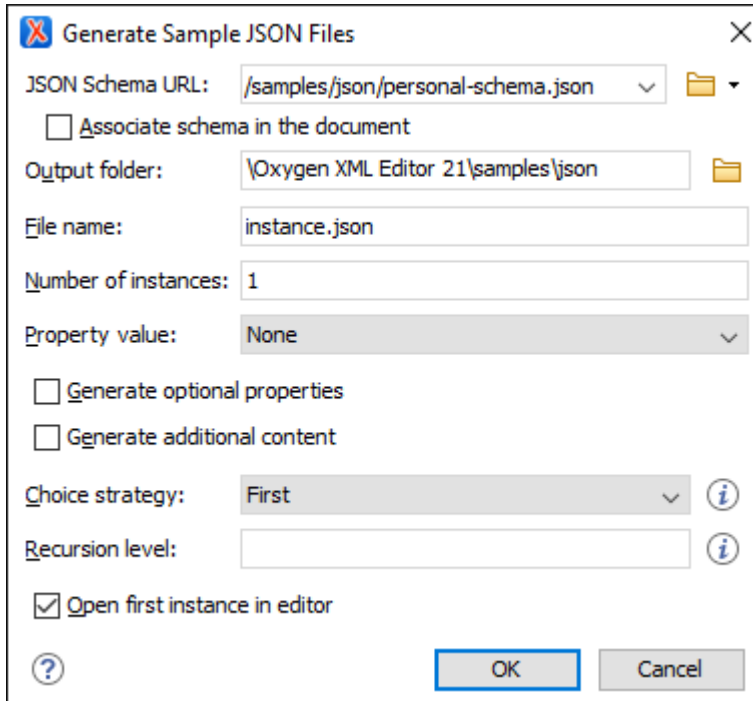 Generate Sample JSON Files
JSON Schema URL: /samples/json/personal-schema.json
Associate schema in the document
Output folder: \Oxygen XML Editor 21\samples\json
File name: instance.json
Number of instances: 1
Property value: None
Generate optional properties
Generate additional content
Choice strategy: First
Recursion level:
Open first instance in editor
OK Cancel